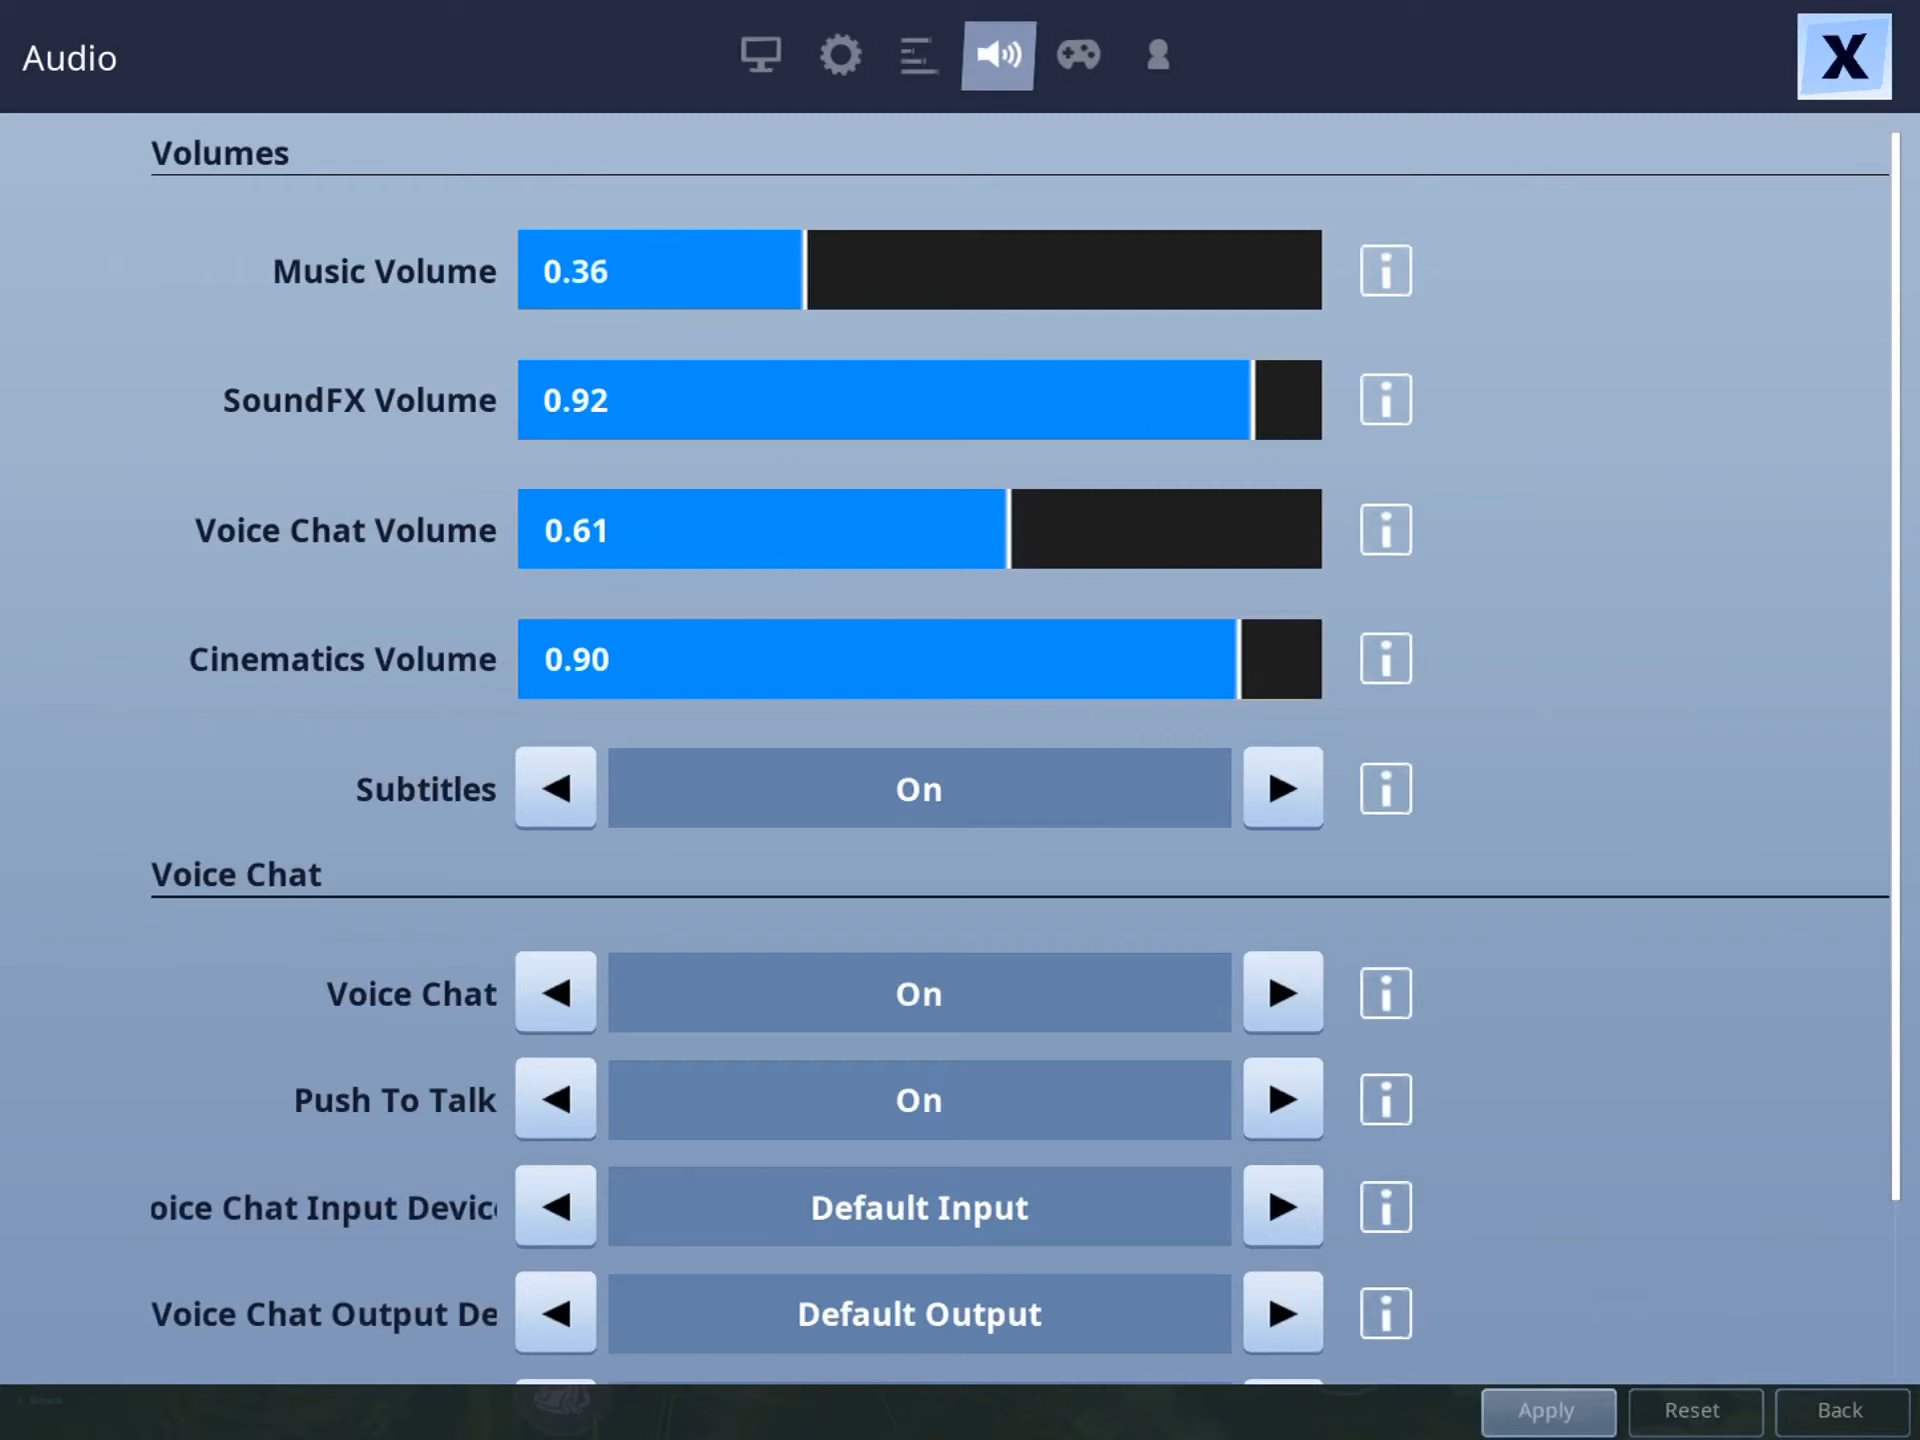 Audio
X
Volumes
Music Volume 0.36
SoundFX Volume 0.92
Voice Chat Volume 0.61
Cinematics Volume 0.90
Subtitles On
Voice Chat
Voice Chat On
Push To Talk On
oice Chat Input Devic Default Input
Voice Chat Output De Default Output
Apply Reset Back